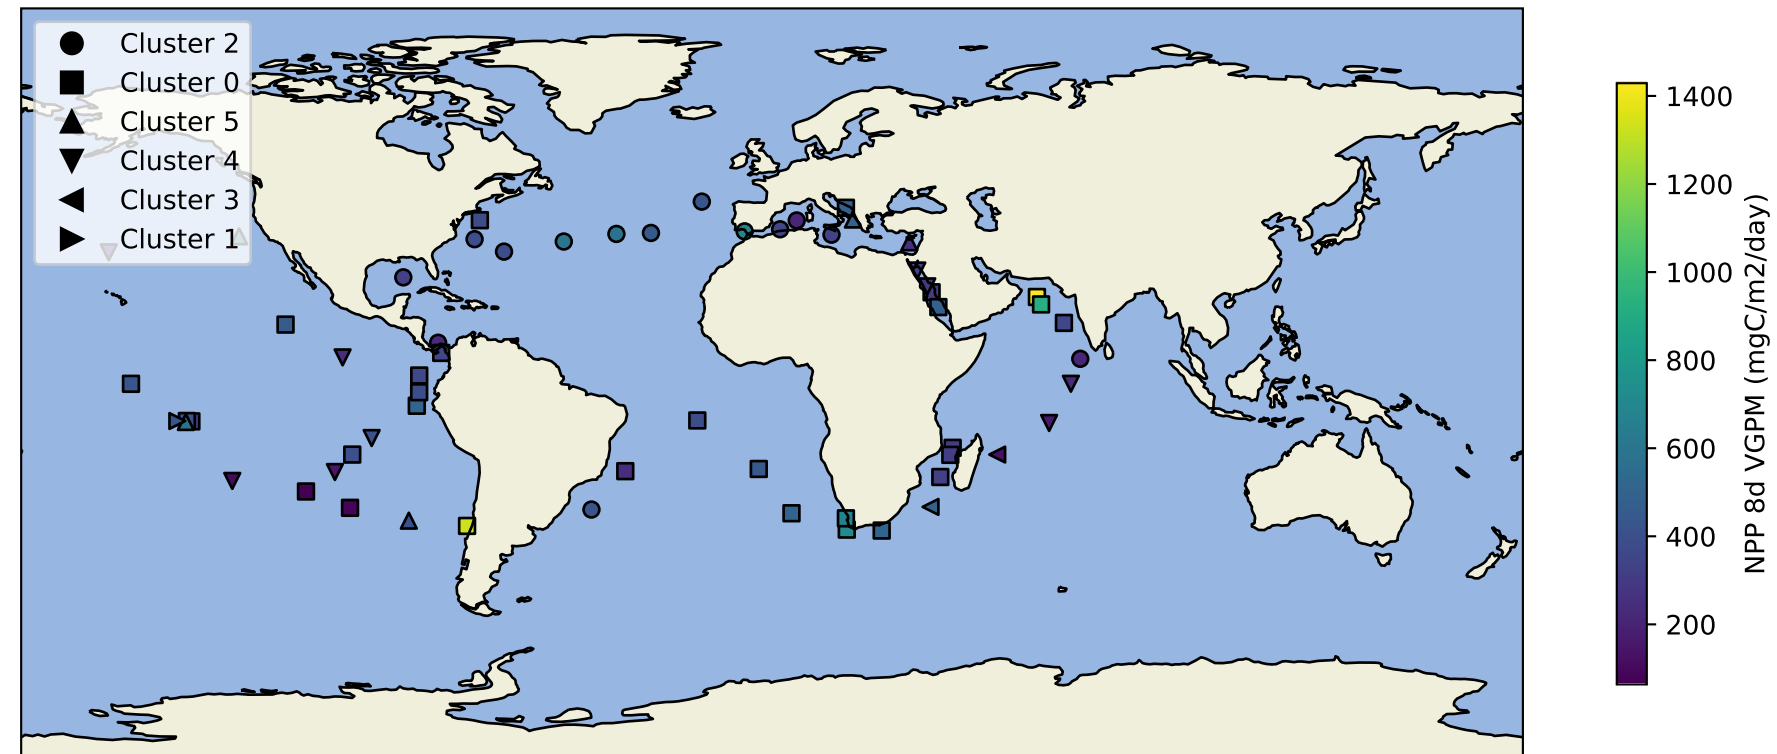 Cluster 2
Cluster 0
Cluster 5
Cluster 4
Cluster 3
Cluster 1
1400
1200
1000
800
600
400
200
NPP 8d VGPM (mgC/m2/day)